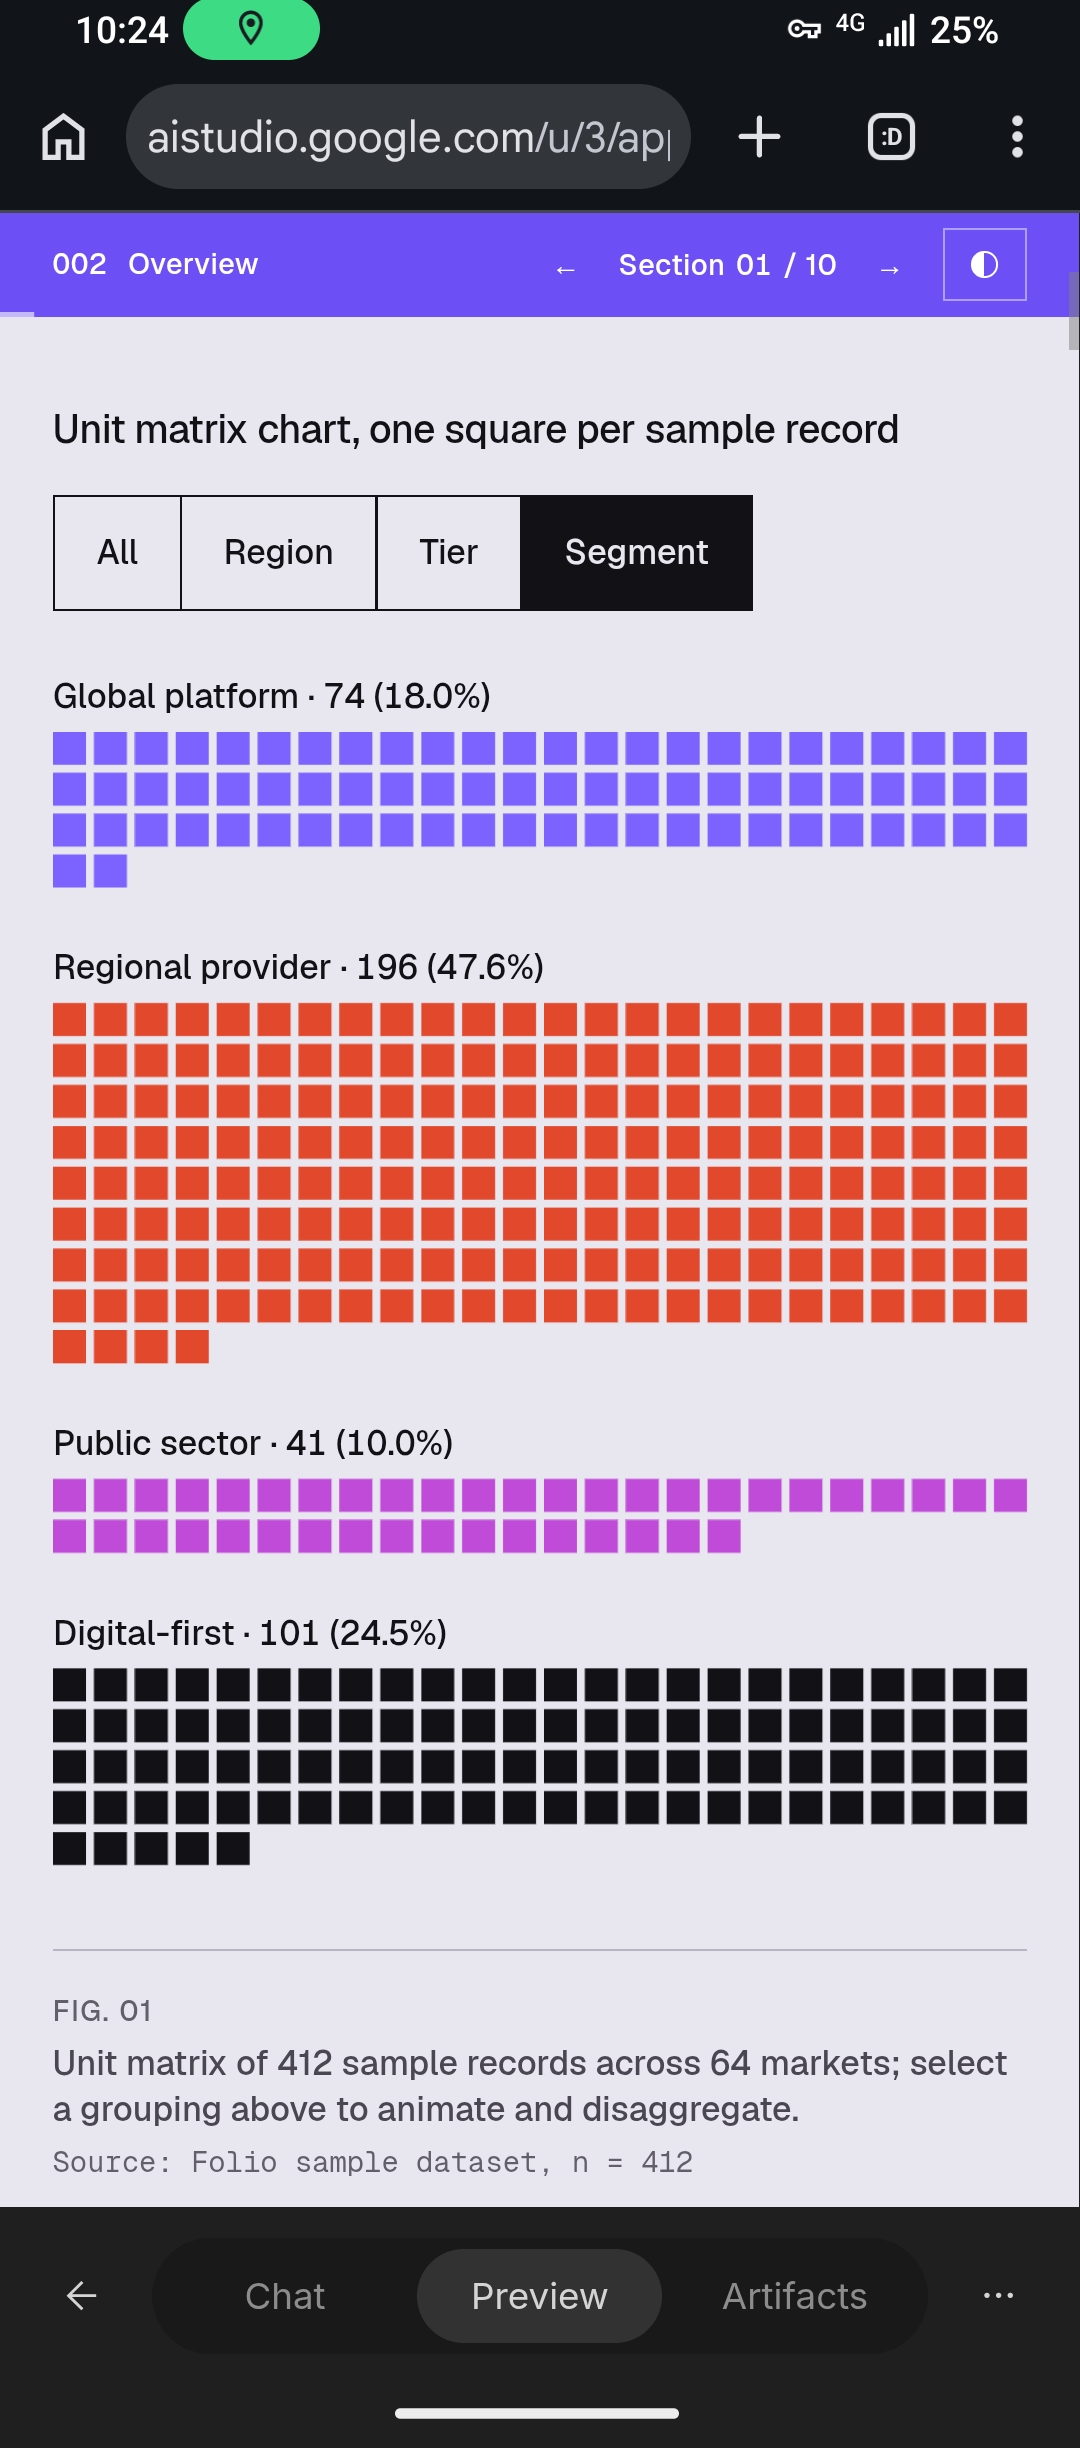 10:24
4G
25%
aistudio.google.com/u/3/ap
:D
002 Overview
← Section 01 / 10 →
Unit matrix chart, one square per sample record
All
Region
Tier
Segment
Global platform · 74 (18.0%)
Regional provider · 196 (47.6%)
Public sector · 41 (10.0%)
Digital-first · 101 (24.5%)
FIG. 01
Unit matrix of 412 sample records across 64 markets; select
a grouping above to animate and disaggregate.
Source: Folio sample dataset, n = 412
Chat
Preview
Artifacts